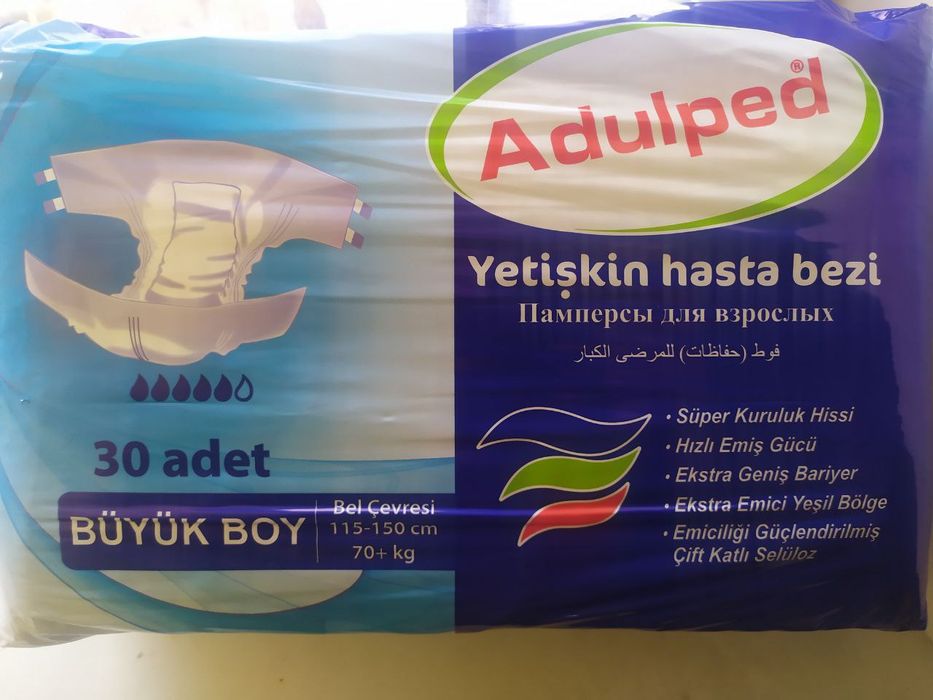 Adulped®
Yetişkin hasta bezi
Памперсы для взрослых
فوط (حفاظات) للمرضى الكبار
30 adet
BÜYÜK BOY
Bel Çevresi
115-150 cm
70+ kg
• Süper Kuruluk Hissi
• Hızlı Emiş Gücü
• Ekstra Geniş Bariyer
• Ekstra Emici Yeşil Bölge
• Emiciliği Güçlendirilmiş
Çift Katlı Selüloz